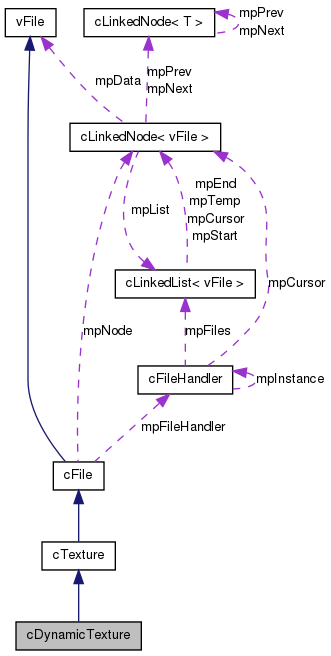 vFile
cLinkedNode< T >
mpPrev
mpNext
mpData
mpPrev
mpNext
cLinkedNode< vFile >
mpList
mpEnd
mpTemp
mpCursor
mpStart
cLinkedList< vFile >
mpCursor
mpNode
mpFiles
cFileHandler
mpInstance
mpFileHandler
cFile
cTexture
cDynamicTexture